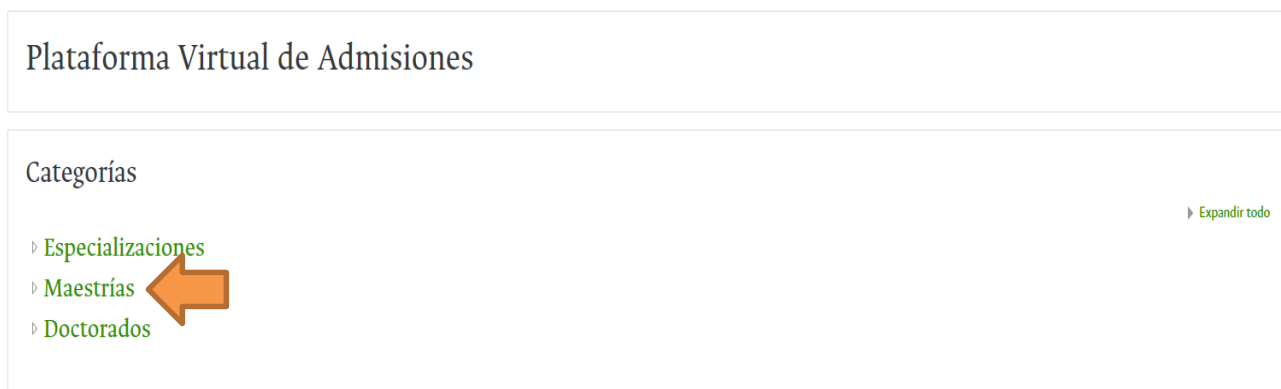 Plataforma Virtual de Admisiones
Categorías
Expandir todo
Especializaciones
Maestrías
Doctorados